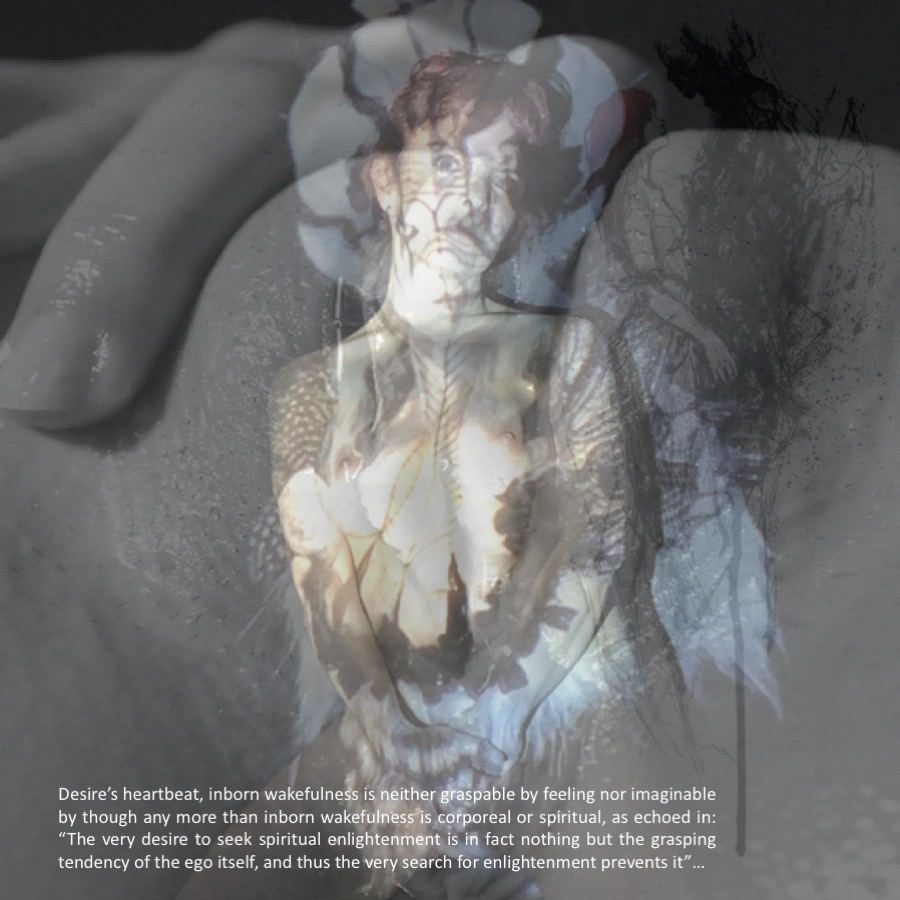 Desire’s heartbeat, inborn wakefulness is neither graspable by feeling nor imaginable
by though any more than inborn wakefulness is corporeal or spiritual, as echoed in:
“The very desire to seek spiritual enlightenment is in fact nothing but the grasping
tendency of the ego itself, and thus the very search for enlightenment prevents it”...